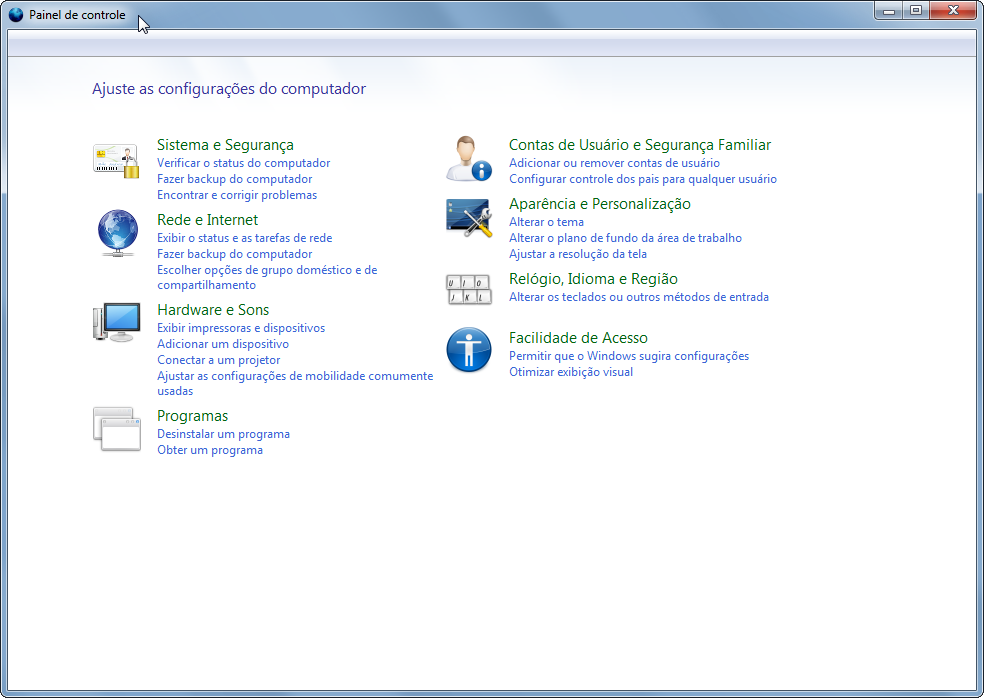 Painel de controle
Ajuste as configurações do computador
Sistema e Segurança
Verificar o status do computador
Fazer backup do computador
Encontrar e corrigir problemas
Rede e Internet
Exibir o status e as tarefas de rede
Fazer backup do computador
Escolher opções de grupo doméstico e de
compartilhamento
Hardware e Sons
Exibir impressoras e dispositivos
Adicionar um dispositivo
Conectar a um projetor
Ajustar as configurações de mobilidade comumente
usadas
Programas
Desinstalar um programa
Obter um programa
Contas de Usuário e Segurança Familiar
Adicionar ou remover contas de usuário
Configurar controle dos pais para qualquer usuário
Aparência e Personalização
Alterar o tema
Alterar o plano de fundo da área de trabalho
Ajustar a resolução da tela
U I O
J K L
Relógio, Idioma e Região
Alterar os teclados ou outros métodos de entrada
Facilidade de Acesso
Permitir que o Windows sugira configurações
Otimizar exibição visual